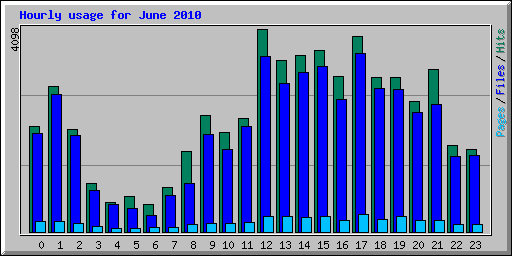 Hourly usage for June 2010
4098
Pages/Files/Hits
0 1 2 3 4 5 6 7 8 9 10 11 12 13 14 15 16 17 18 19 20 21 22 23